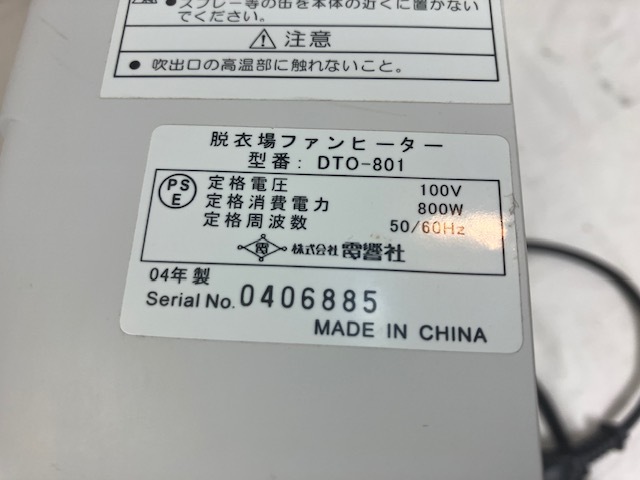 ●スプレー等の缶を本体の近くに置かない
でください。
⚠ 注意
● 吹出口の高温部に触れないこと。
脱衣場ファンヒーター
型番: DTO-801
PS
E
定格電圧 100V
定格消費電力 800W
定格周波数 50/60Hz
電 株式会社 電響社
04年製
Serial No. 0406885
MADE IN CHINA